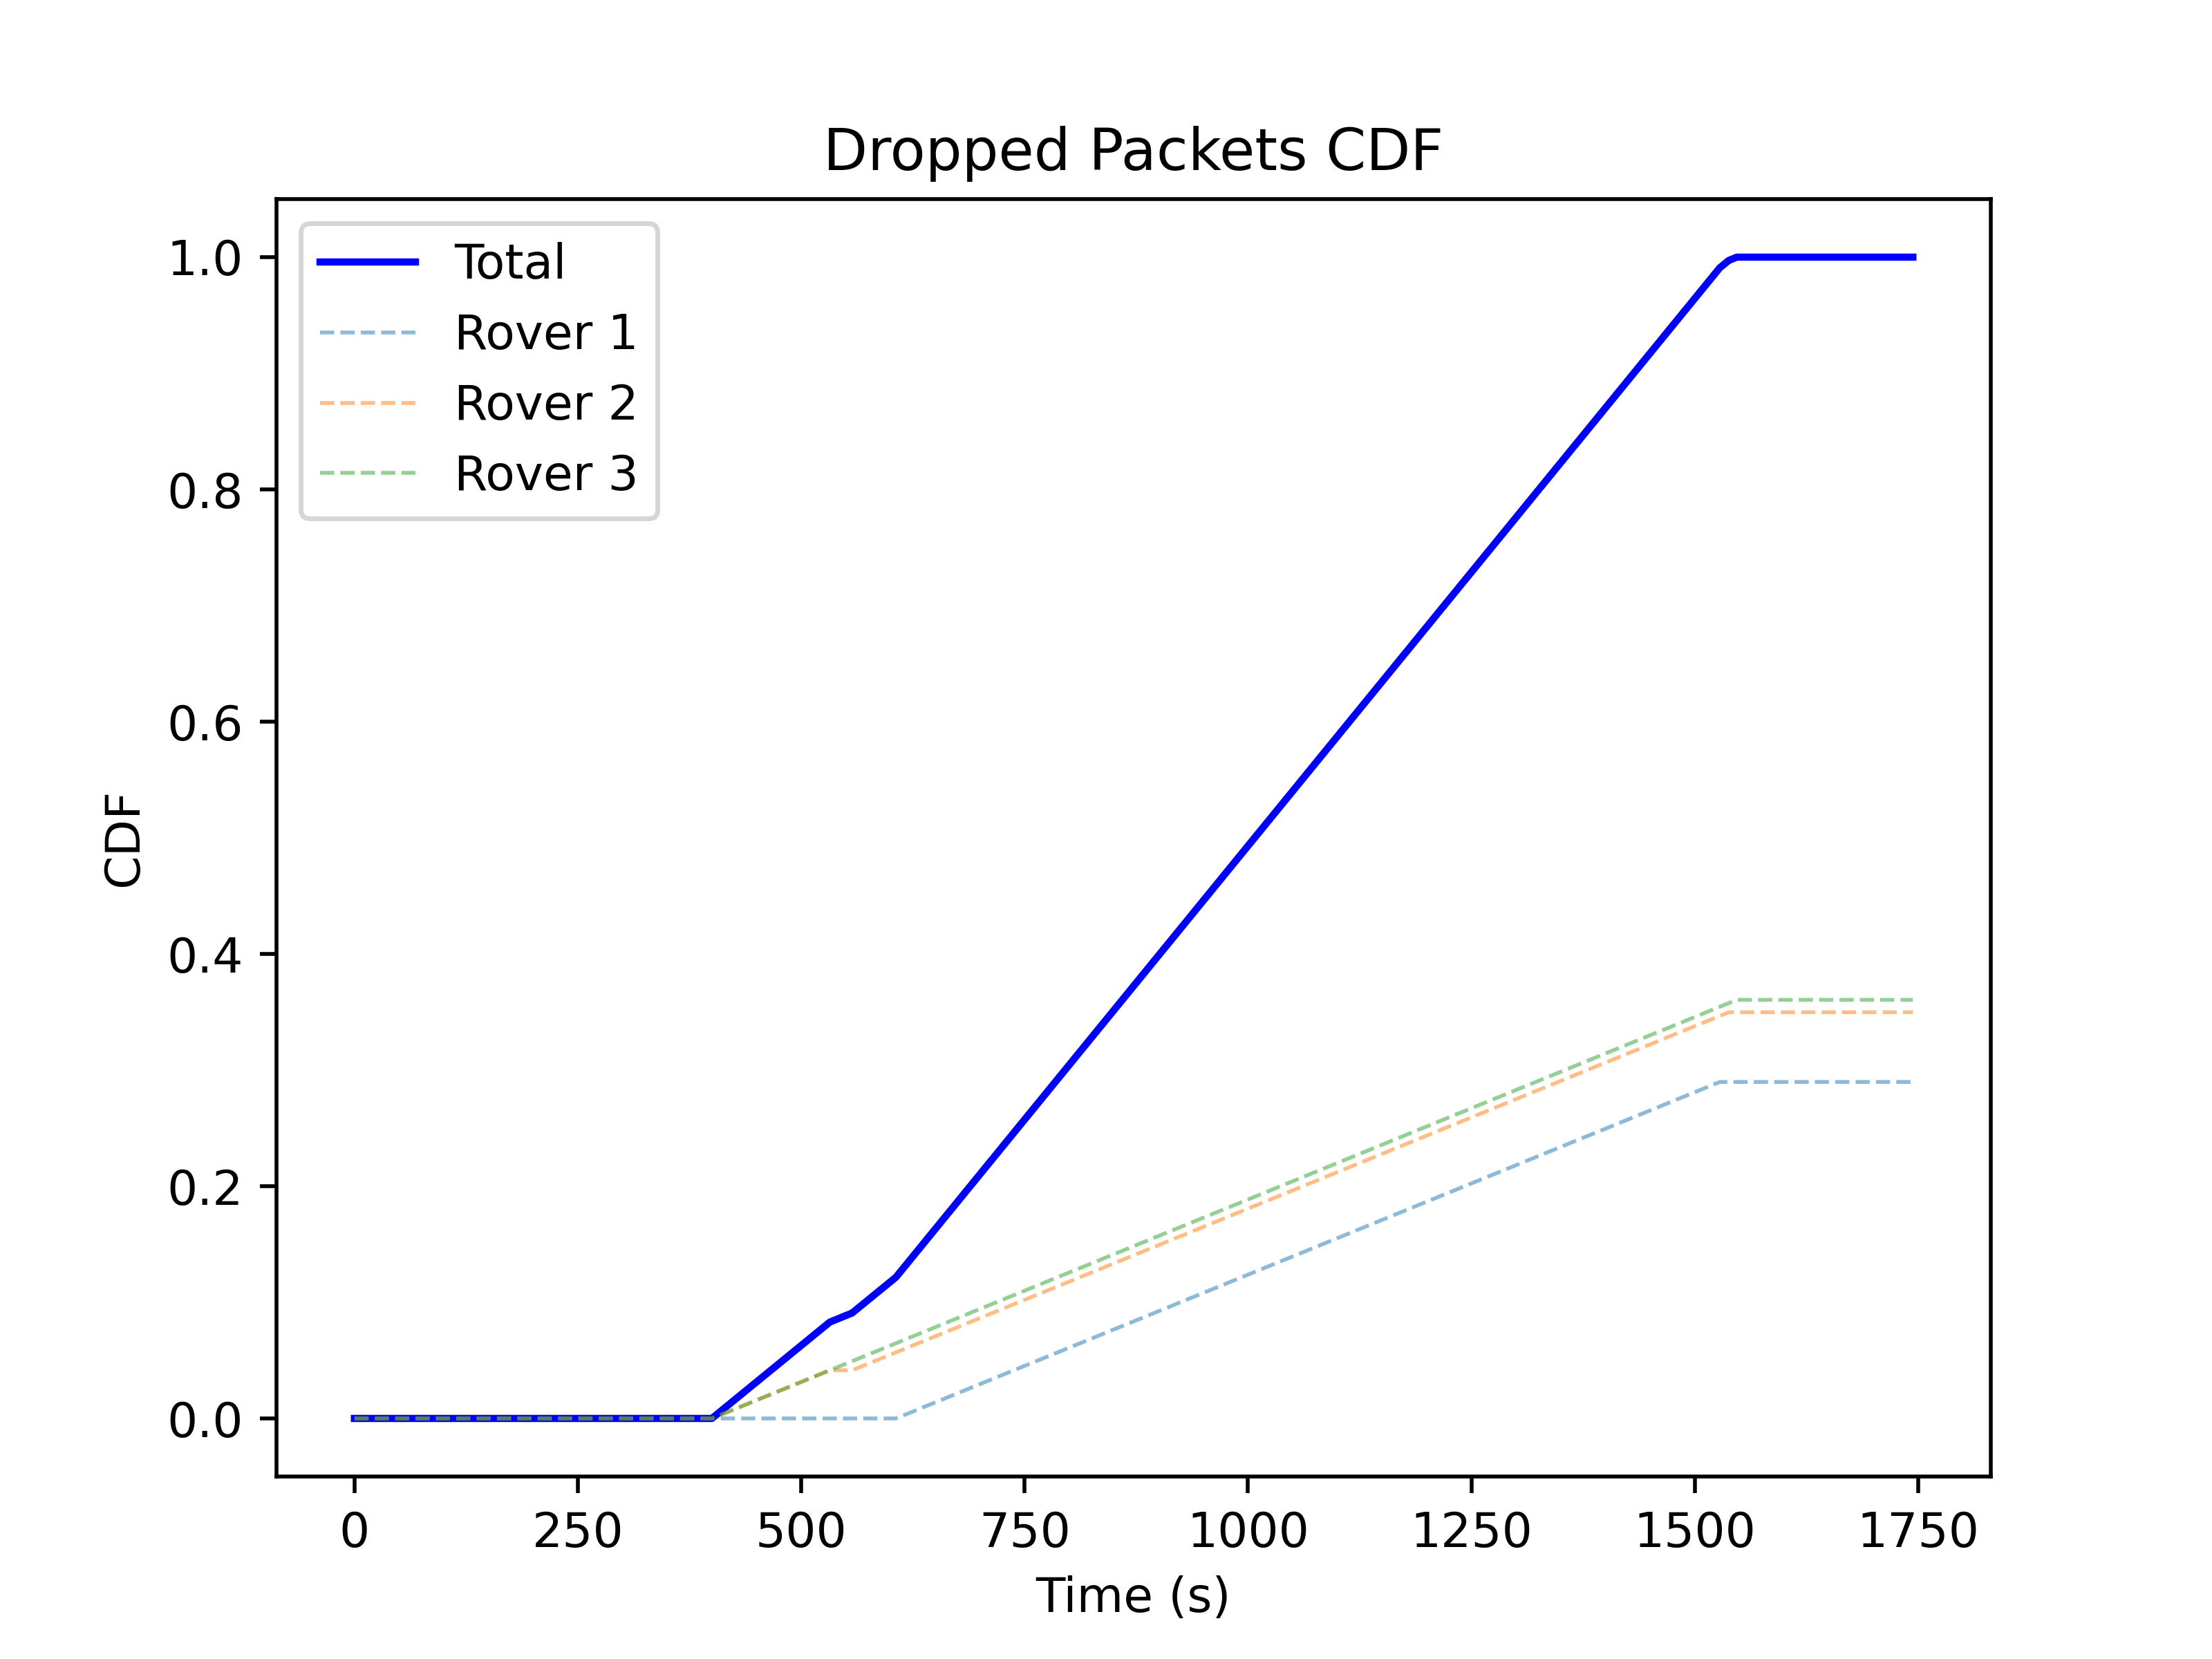 Dropped Packets CDF
Total
Rover 1
Rover 2
Rover 3
1.0
0.8
0.6
0.4
0.2
0.0
CDF
0 250 500 750 1000 1250 1500 1750
Time (s)